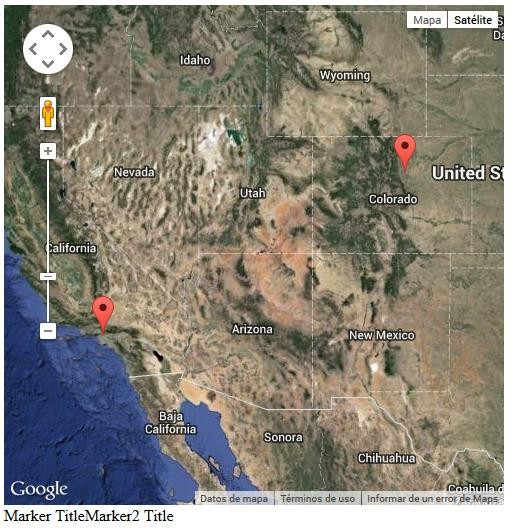 Mapa Satélite
Idaho
Wyoming
Nevada
Utah
Colorado
United St
California
Arizona
New Mexico
Baja
California
Sonora
Chihuahua
Coahuila d
Google
Datos de mapa Términos de uso Informar de un error de Maps
Marker TitleMarker2 Title